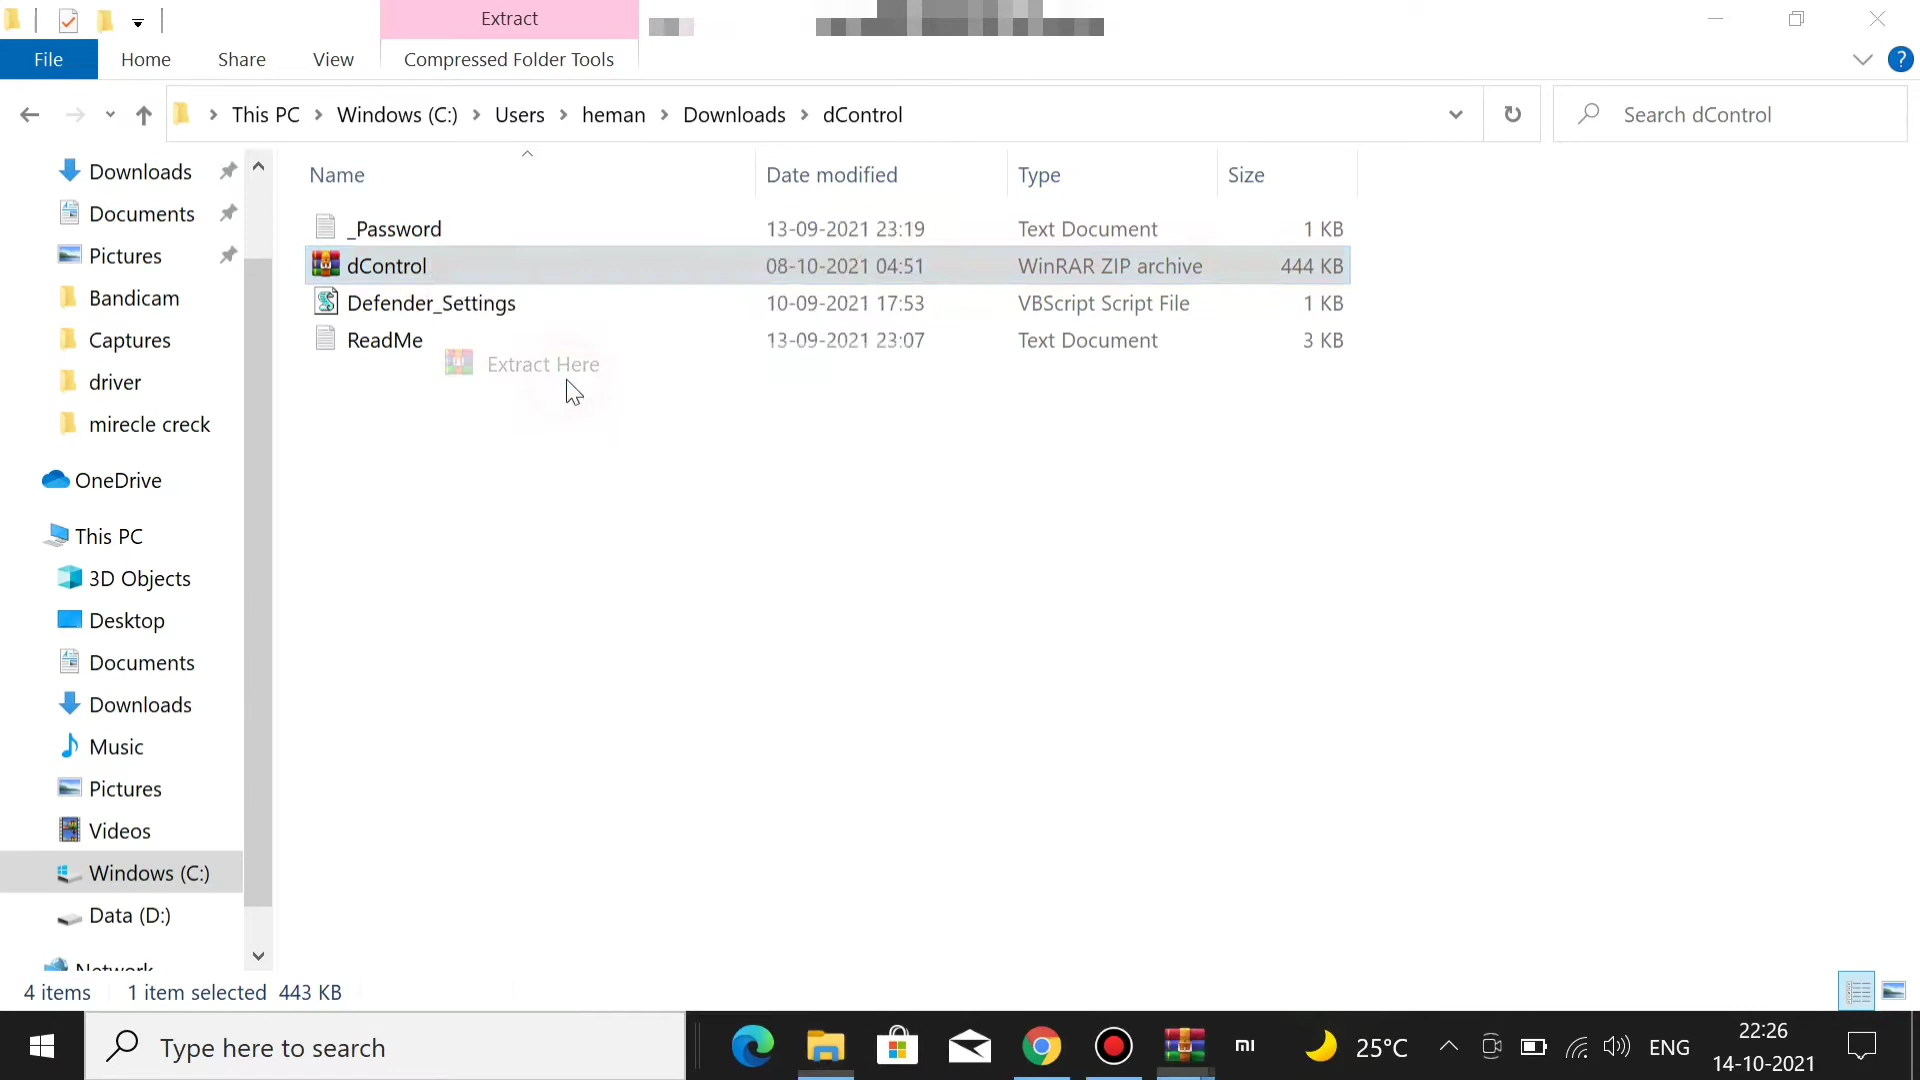 Extract
File Home Share View Compressed Folder Tools ?
This PC Windows (C:) Users heman Downloads dControl Search dControl
Name Date modified Type Size
_Password 13-09-2021 23:19 Text Document 1 KB
dControl 08-10-2021 04:51 WinRAR ZIP archive 444 KB
Defender_Settings 10-09-2021 17:53 VBScript Script File 1 KB
ReadMe 13-09-2021 23:07 Text Document 3 KB
Extract Here
Downloads
Documents
Pictures
Bandicam
Captures
driver
mirecle creck
OneDrive
This PC
3D Objects
Desktop
Documents
Downloads
Music
Pictures
Videos
Windows (C:)
Data (D:)
Network
4 items 1 item selected 443 KB
Type here to search mi 25°C ENG 22:26
14-10-2021